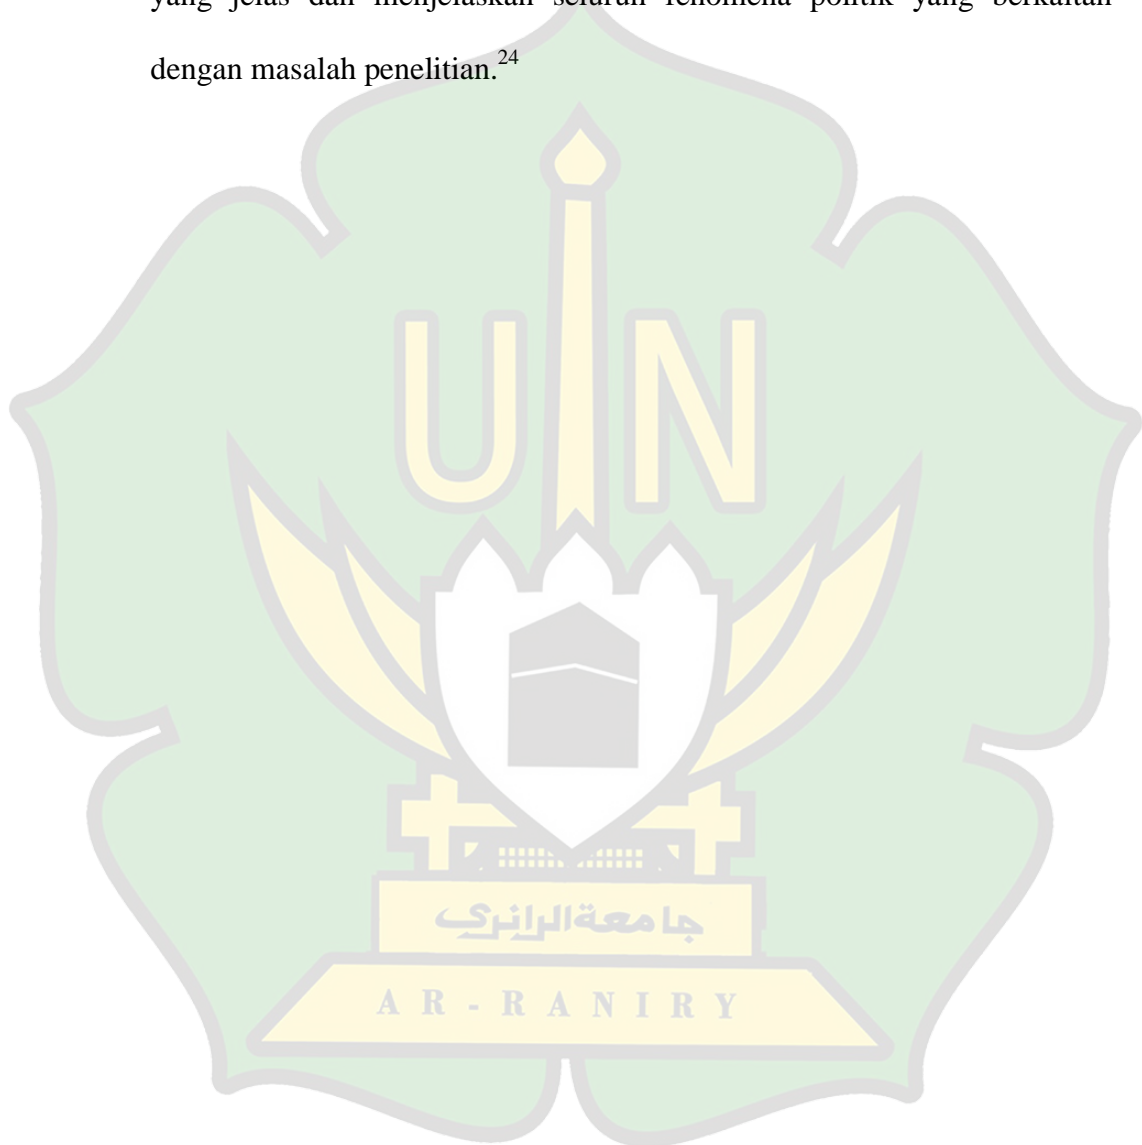 yang jelas dan menjelaskan seluruh fenomena politik yang berkaitan
dengan masalah penelitian.24
UIN
جامعة الرانري
AR-RANIRY